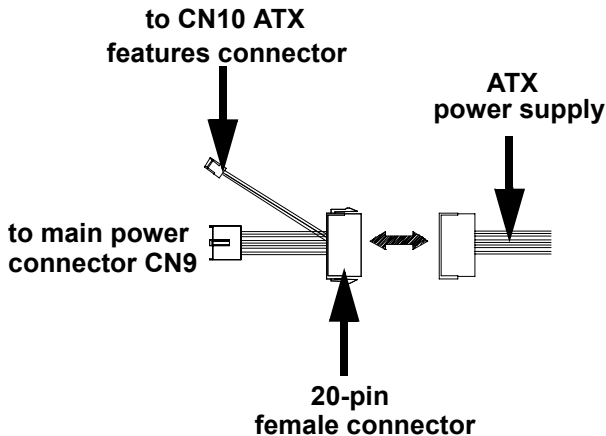 to CN10 ATX
features connector
ATX
power supply
to main power
connector CN9
20-pin
female connector